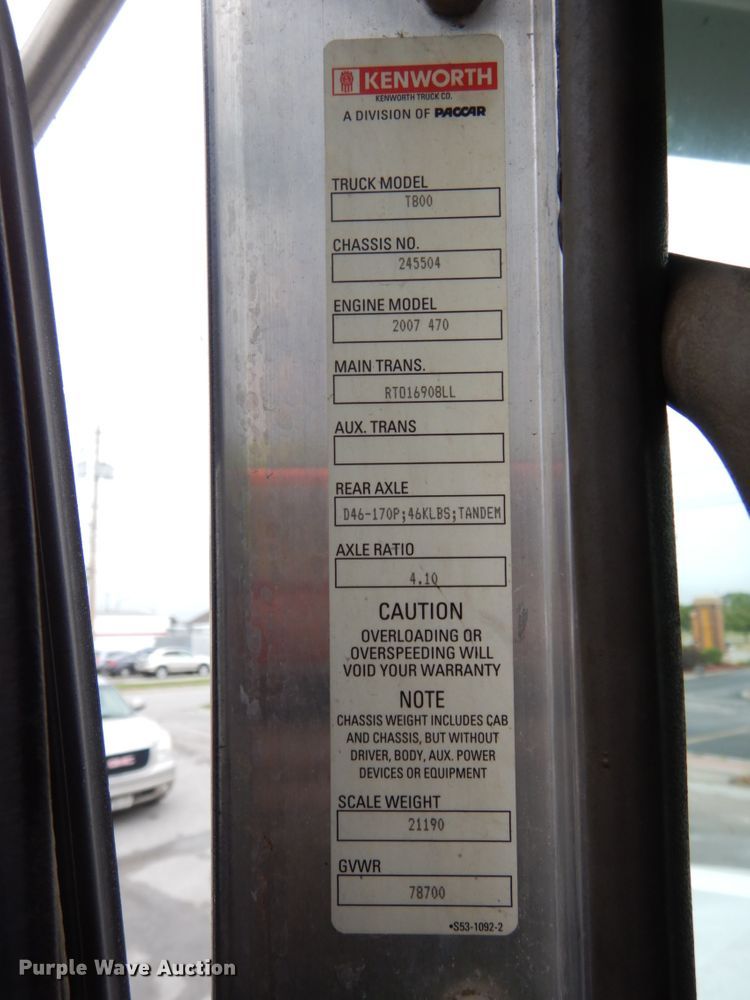 KENWORTH
KENWORTH TRUCK CO.
A DIVISION OF PACCAR
TRUCK MODEL
T800
CHASSIS NO.
245504
ENGINE MODEL
2007 470
MAIN TRANS.
RTO16908LL
AUX. TRANS
REAR AXLE
D46-170P;46KLBS;TANDEM
AXLE RATIO
4.10
CAUTION
OVERLOADING OR
OVERSPEEDING WILL
VOID YOUR WARRANTY
NOTE
CHASSIS WEIGHT INCLUDES CAB
AND CHASSIS, BUT WITHOUT
DRIVER, BODY, AUX. POWER
DEVICES OR EQUIPMENT
SCALE WEIGHT
21190
GVWR
78700
•S53-1092-2
Purple Wave Auction